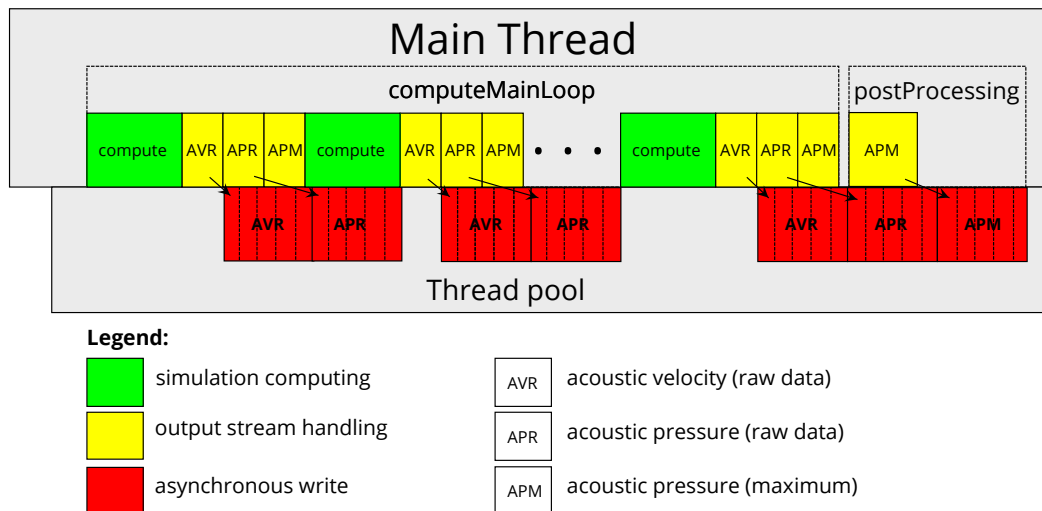 Main Thread
computeMainLoop
postProcessing
compute AVR APR APM compute AVR APR APM • • • compute AVR APR APM APM
AVR APR AVR APR AVR APR APM
Thread pool
Legend:
simulation computing AVR acoustic velocity (raw data)
output stream handling APR acoustic pressure (raw data)
asynchronous write APM acoustic pressure (maximum)